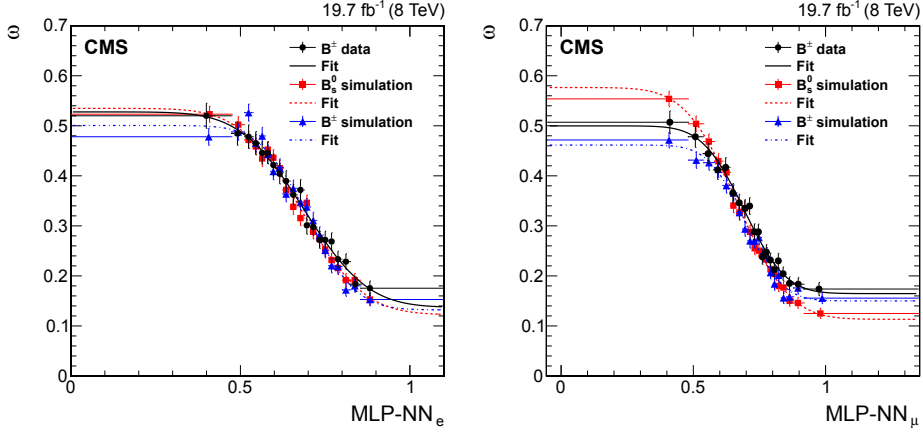 19.7 fb⁻¹ (8 TeV)
ω
0.7
0.6
0.5
0.4
0.3
0.2
0.1
0
CMS
B± data
Fit
B⁰ₛ simulation
Fit
B± simulation
Fit
0
0.5
1
MLP-NNₑ
19.7 fb⁻¹ (8 TeV)
ω
0.7
0.6
0.5
0.4
0.3
0.2
0.1
0
CMS
B± data
Fit
B⁰ₛ simulation
Fit
B± simulation
Fit
0
0.5
1
MLP-NN_μ